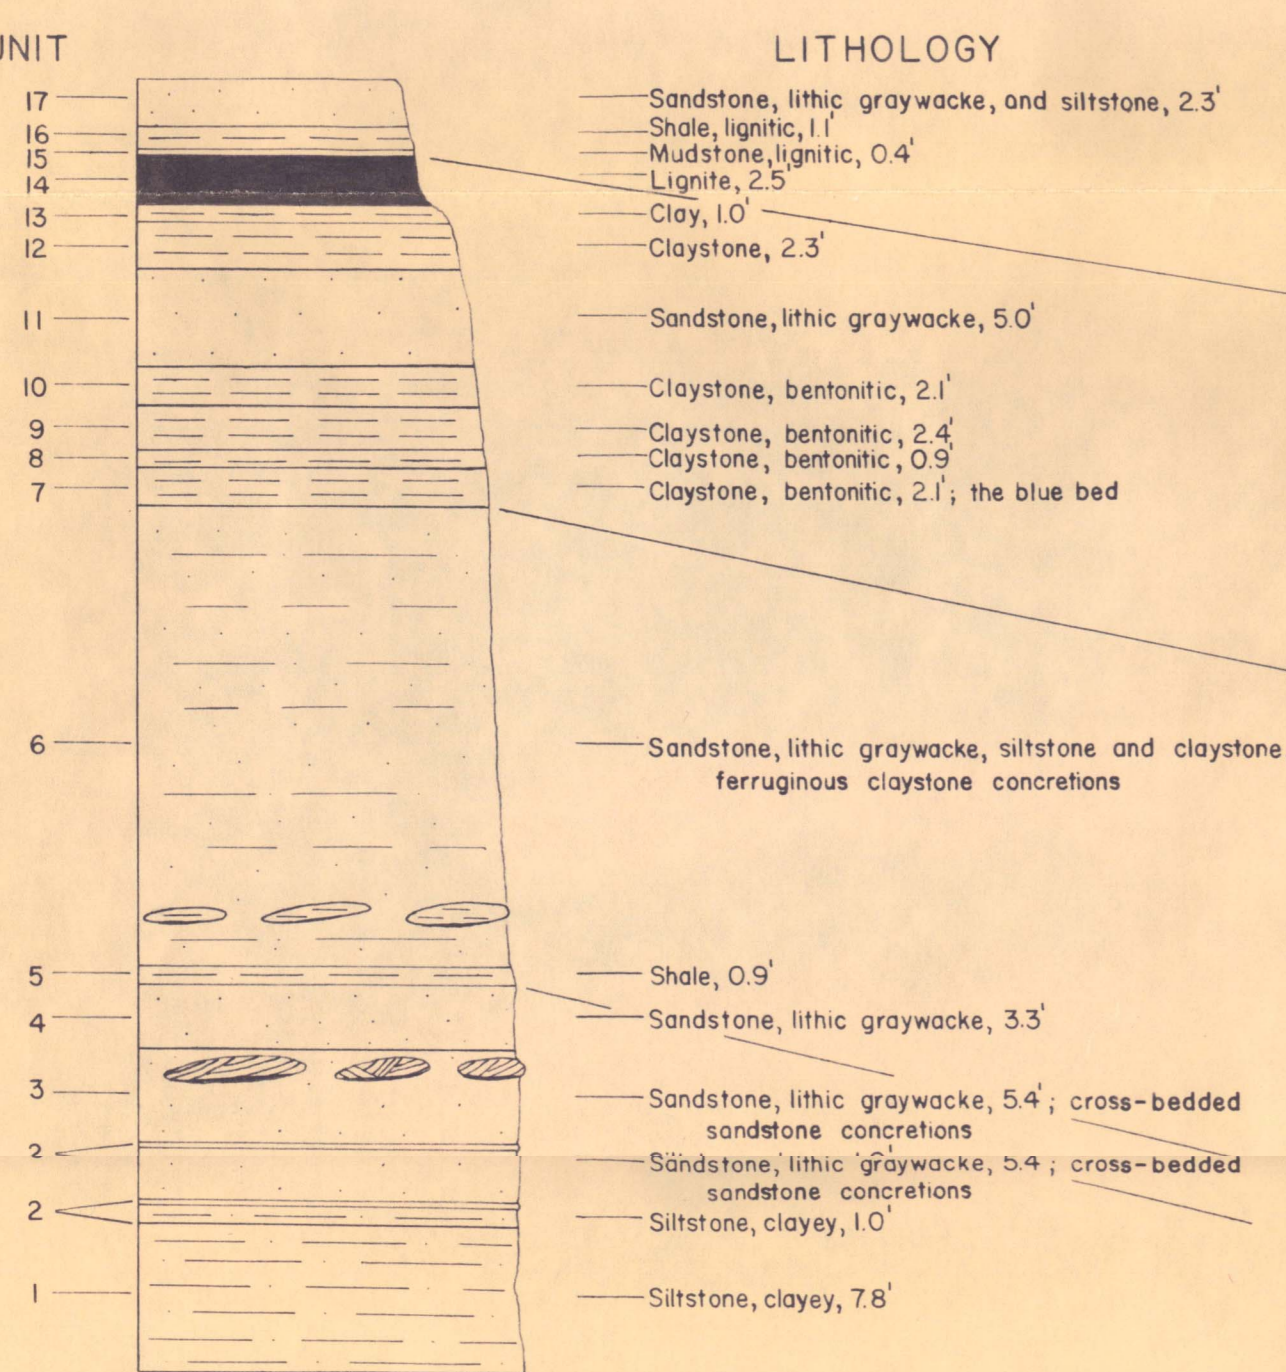 UNIT LITHOLOGY
17 Sandstone, lithic graywacke, and siltstone, 2.3'
16 Shale, lignitic, 1.1'
15 Mudstone, lignitic, 0.4'
14 Lignite, 2.5'
13 Clay, 1.0'
12 Claystone, 2.3'
11 Sandstone, lithic graywacke, 5.0'
10 Claystone, bentonitic, 2.1'
9 Claystone, bentonitic, 2.4'
8 Claystone, bentonitic, 0.9'
7 Claystone, bentonitic, 2.1'; the blue bed
6 Sandstone, lithic graywacke, siltstone and claystone
ferruginous claystone concretions
5 Shale, 0.9'
4 Sandstone, lithic graywacke, 3.3'
3 Sandstone, lithic graywacke, 5.4'; cross-bedded
sandstone concretions
2 Sandstone, lithic graywacke, 5.4'; cross-bedded
sandstone concretions
2 Siltstone, clayey, 1.0'
1 Siltstone, clayey, 7.8'